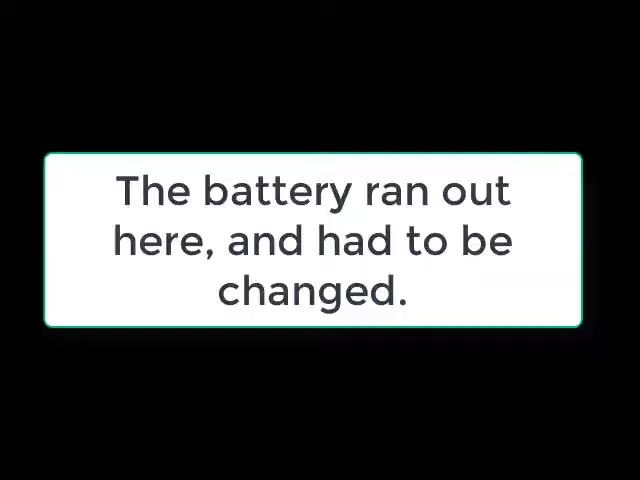 The battery ran out
here, and had to be
changed.